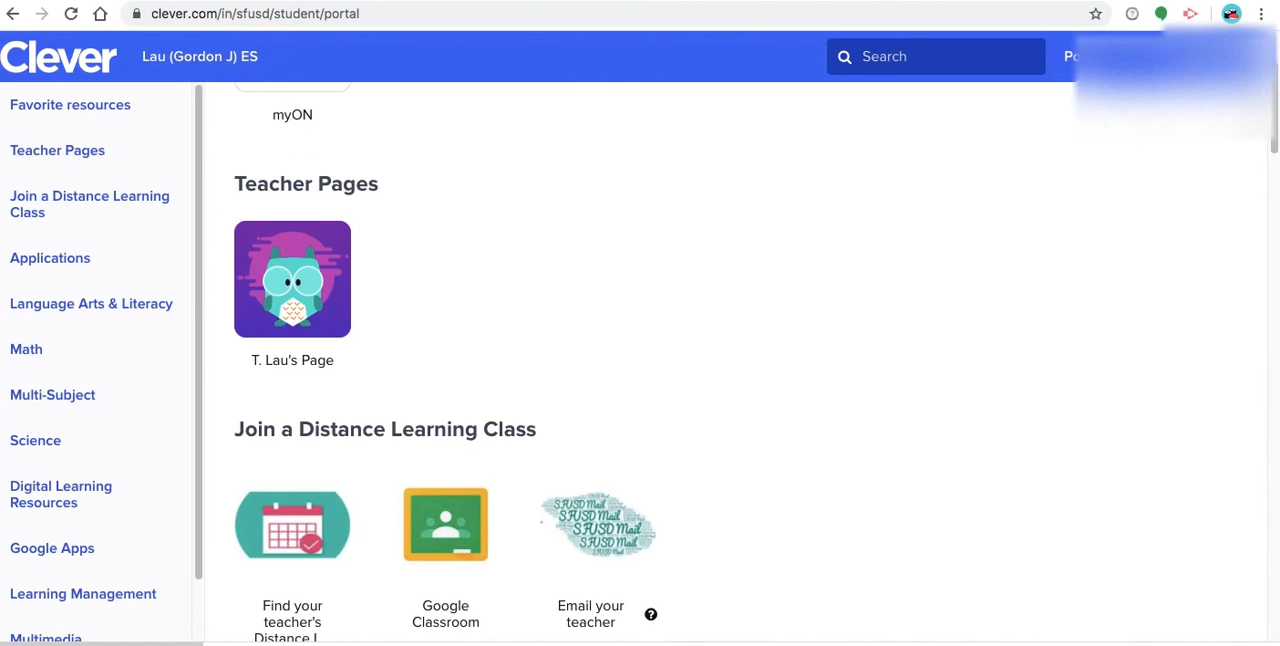 clever.com/in/sfusd/student/portal
Clever
Lau (Gordon J) ES
Search
Favorite resources
Teacher Pages
Join a Distance Learning
Class
Applications
Language Arts & Literacy
Math
Multi-Subject
Science
Digital Learning
Resources
Google Apps
Learning Management
Multimedia
myON
Teacher Pages
T. Lau's Page
Join a Distance Learning Class
SFUSD Mail
SFUSD Mail
SFUSD Mail
SFUSD Mail
Find your
teacher's
Distance L...
Google
Classroom
Email your
teacher
?